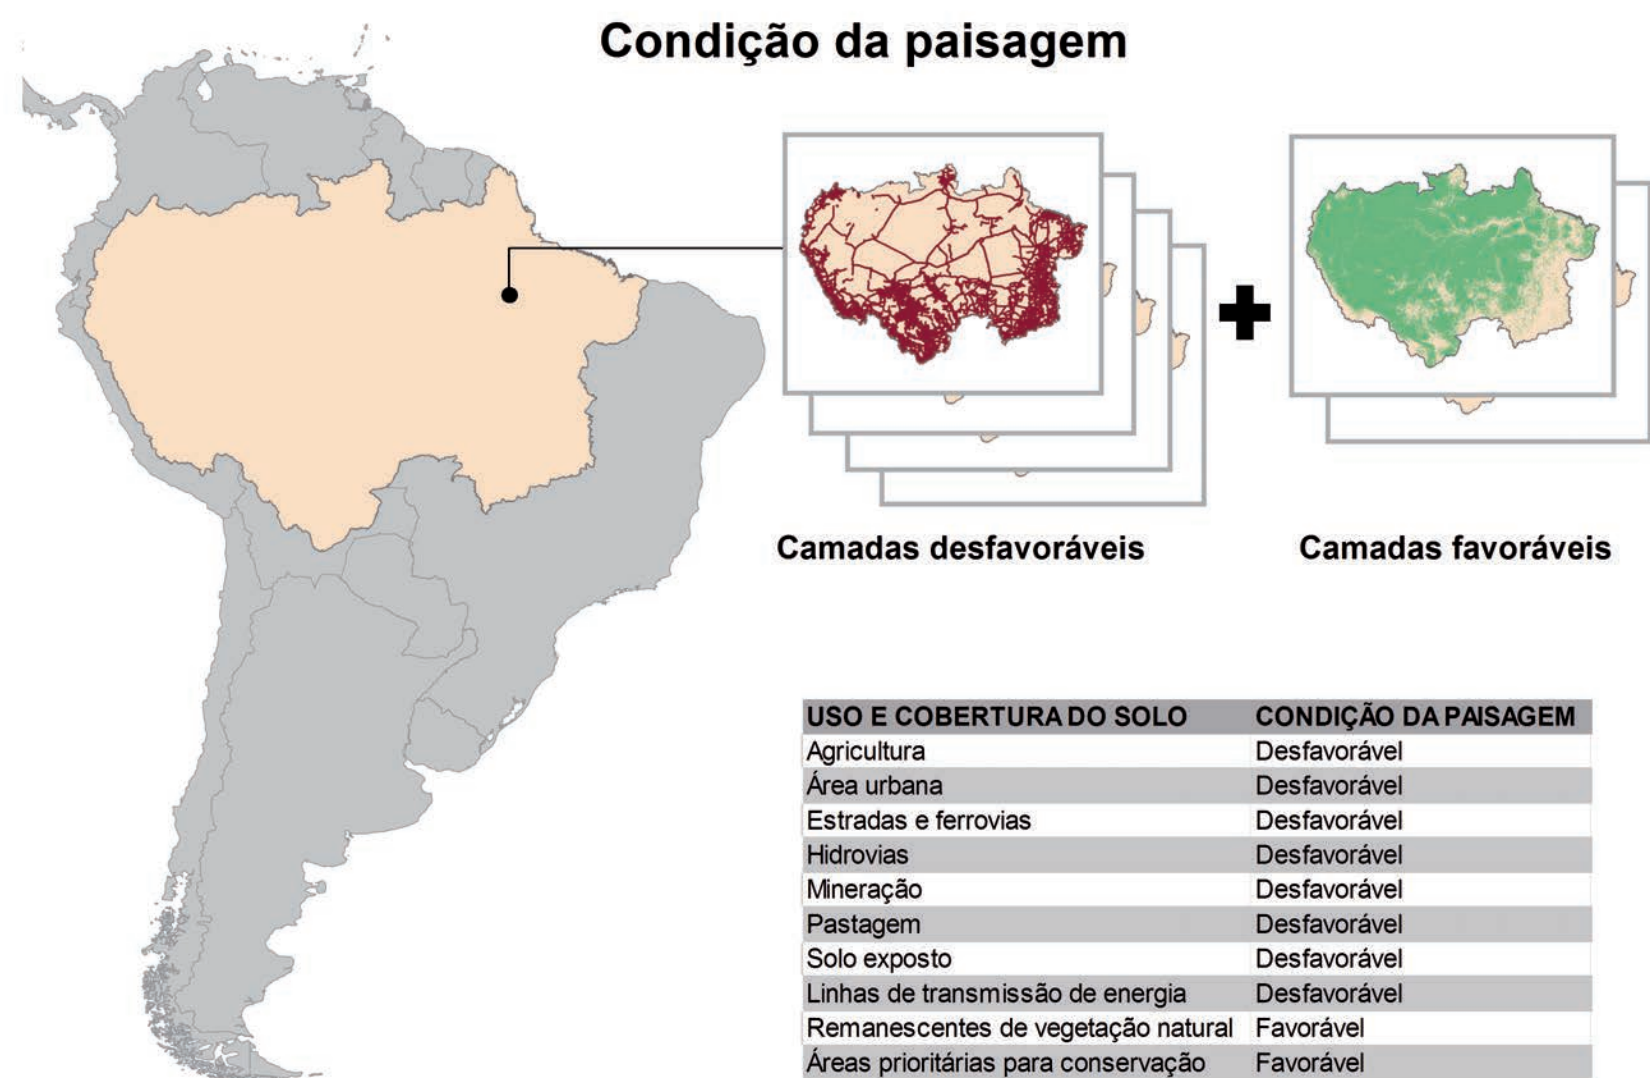 Condição da paisagem
Camadas desfavoráveis
Camadas favoráveis
USO E COBERTURA DO SOLO CONDIÇÃO DA PAISAGEM
Agricultura Desfavorável
Área urbana Desfavorável
Estradas e ferrovias Desfavorável
Hidrovias Desfavorável
Mineração Desfavorável
Pastagem Desfavorável
Solo exposto Desfavorável
Linhas de transmissão de energia Desfavorável
Remanescentes de vegetação natural Favorável
Áreas prioritárias para conservação Favorável